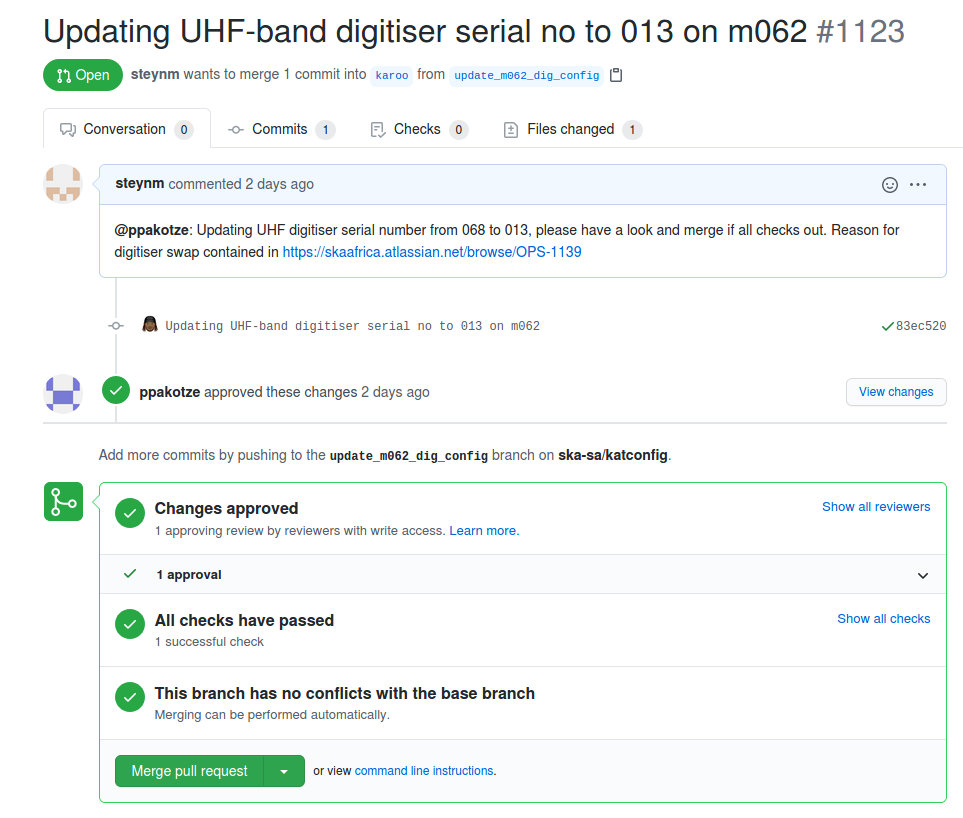 Updating UHF-band digitiser serial no to 013 on m062 #1123
Open steynm wants to merge 1 commit into karoo from update_m062_dig_config
Conversation 0 Commits 1 Checks 0 Files changed 1
steynm commented 2 days ago
@ppakotze: Updating UHF digitiser serial number from 068 to 013, please have a look and merge if all checks out. Reason for
digitiser swap contained in https://skaafrica.atlassian.net/browse/OPS-1139
Updating UHF-band digitiser serial no to 013 on m062 83ec520
ppakotze approved these changes 2 days ago View changes
Add more commits by pushing to the update_m062_dig_config branch on ska-sa/katconfig.
Changes approved Show all reviewers
1 approving review by reviewers with write access. Learn more.
1 approval
All checks have passed Show all checks
1 successful check
This branch has no conflicts with the base branch
Merging can be performed automatically.
Merge pull request or view command line instructions.